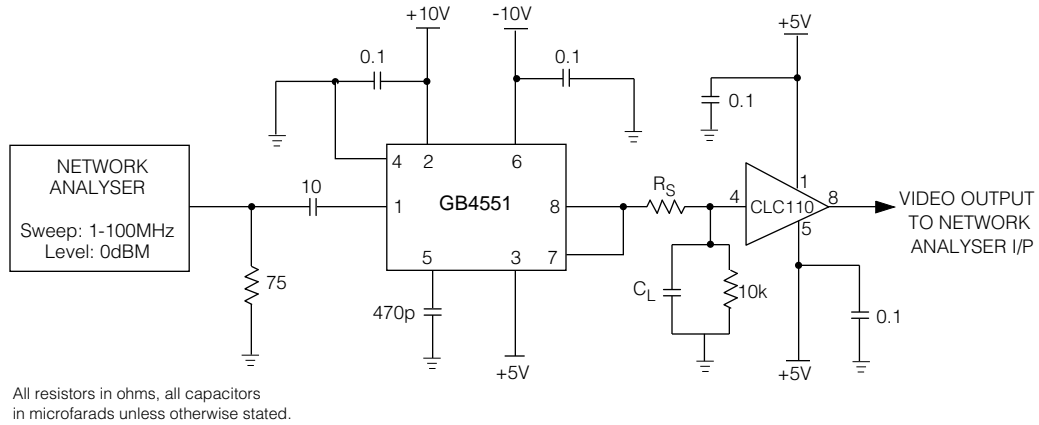 +10V
-10V
+5V
0.1
0.1
0.1
NETWORK
ANALYSER
Sweep: 1-100MHz
Level: 0dBM
10
75
4
2
6
1
GB4551
8
5
3
7
470p
+5V
RS
CL
10k
4
CLC110
1
8
5
VIDEO OUTPUT
TO NETWORK
ANALYSER I/P
0.1
+5V
All resistors in ohms, all capacitors
in microfarads unless otherwise stated.